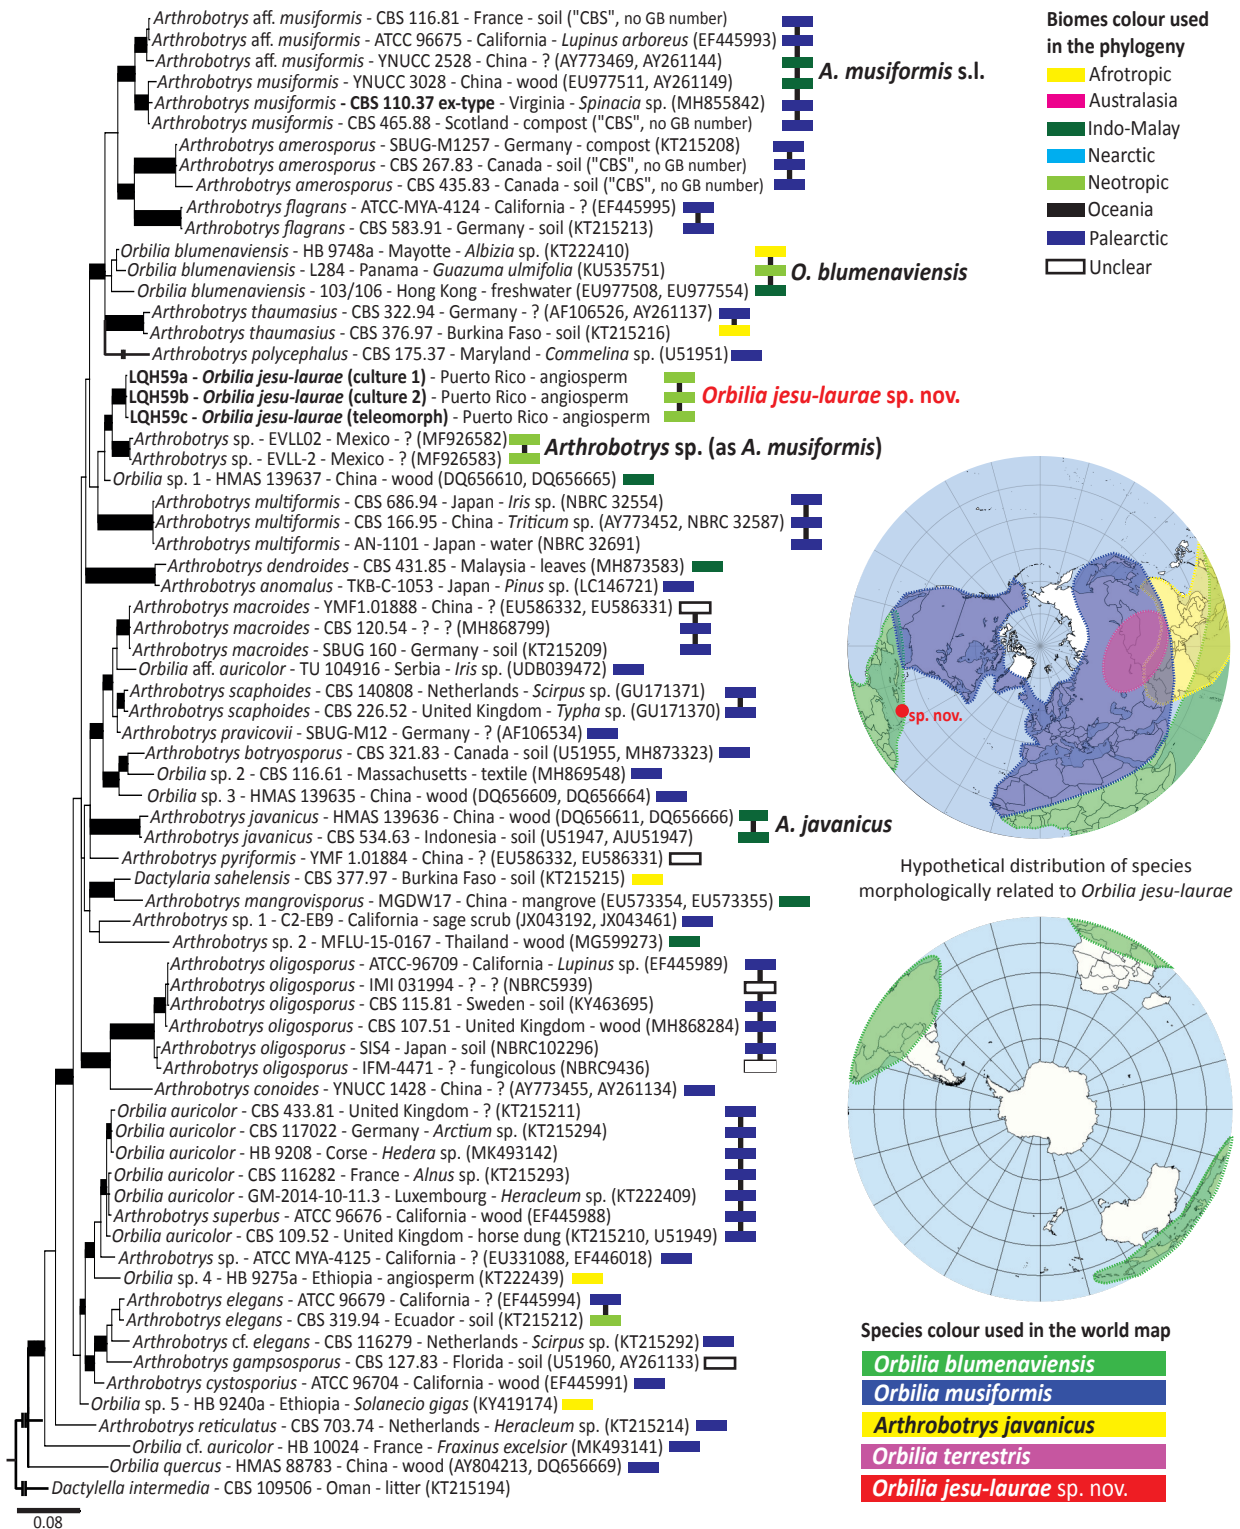 Arthrobotrys aff. musiformis - CBS 116.81 - France - soil ("CBS", no GB number)
Arthrobotrys aff. musiformis - ATCC 96675 - California - Lupinus arboreus (EF445993)
Arthrobotrys aff. musiformis - YNUCC 2528 - China - ? (AY773469, AY261144)
Arthrobotrys musiformis - YNUCC 3028 - China - wood (EU977511, AY261149)
Arthrobotrys musiformis - CBS 110.37 ex-type - Virginia - Spinacia sp. (MH855842)
Arthrobotrys musiformis - CBS 465.88 - Scotland - compost ("CBS", no GB number)
A. musiformis s.l.
Arthrobotrys amerosporus - SBUG-M1257 - Germany - compost (KT215208)
Arthrobotrys amerosporus - CBS 267.83 - Canada - soil ("CBS", no GB number)
Arthrobotrys amerosporus - CBS 435.83 - Canada - soil ("CBS", no GB number)
Arthrobotrys flagrans - ATCC-MYA-4124 - California - ? (EF445995)
Arthrobotrys flagrans - CBS 583.91 - Germany - soil (KT215213)
Orbilia blumenaviensis - HB 9748a - Mayotte - Albizia sp. (KT222410)
Orbilia blumenaviensis - L284 - Panama - Guazuma ulmifolia (KU535751)
Orbilia blumenaviensis - 103/106 - Hong Kong - freshwater (EU977508, EU977554)
O. blumenaviensis
Arthrobotrys thaumasius - CBS 322.94 - Germany - ? (AF106526, AY261137)
Arthrobotrys thaumasius - CBS 376.97 - Burkina Faso - soil (KT215216)
Arthrobotrys polycephalus - CBS 175.37 - Maryland - Commelina sp. (U51951)
LQH59a - Orbilia jesu-laurae (culture 1) - Puerto Rico - angiosperm
LQH59b - Orbilia jesu-laurae (culture 2) - Puerto Rico - angiosperm
LQH59c - Orbilia jesu-laurae (teleomorph) - Puerto Rico - angiosperm
Orbilia jesu-laurae sp. nov.
Arthrobotrys sp. - EVLL02 - Mexico - ? (MF926582)
Arthrobotrys sp. - EVLL-2 - Mexico - ? (MF926583)
Arthrobotrys sp. (as A. musiformis)
Orbilia sp. 1 - HMAS 139637 - China - wood (DQ656610, DQ656665)
Arthrobotrys multiformis - CBS 686.94 - Japan - Iris sp. (NBRC 32554)
Arthrobotrys multiformis - CBS 166.95 - China - Triticum sp. (AY773452, NBRC 32587)
Arthrobotrys multiformis - AN-1101 - Japan - water (NBRC 32691)
Arthrobotrys dendroides - CBS 431.85 - Malaysia - leaves (MH873583)
Arthrobotrys anomalus - TKB-C-1053 - Japan - Pinus sp. (LC146721)
Arthrobotrys macroides - YMF1.01888 - China - ? (EU586332, EU586331)
Arthrobotrys macroides - CBS 120.54 - ? - ? (MH868799)
Arthrobotrys macroides - SBUG 160 - Germany - soil (KT215209)
Orbilia aff. auricolor - TU 104916 - Serbia - Iris sp. (UDB039472)
Arthrobotrys scaphoides - CBS 140808 - Netherlands - Scirpus sp. (GU171371)
Arthrobotrys scaphoides - CBS 226.52 - United Kingdom - Typha sp. (GU171370)
Arthrobotrys pravicovii - SBUG-M12 - Germany - ? (AF106534)
Arthrobotrys botryosporus - CBS 321.83 - Canada - soil (U51955, MH873323)
Orbilia sp. 2 - CBS 116.61 - Massachusetts - textile (MH869548)
Orbilia sp. 3 - HMAS 139635 - China - wood (DQ656609, DQ656664)
Arthrobotrys javanicus - HMAS 139636 - China - wood (DQ656611, DQ656666)
Arthrobotrys javanicus - CBS 534.63 - Indonesia - soil (U51947, AJU51947)
A. javanicus
Arthrobotrys pyriformis - YMF 1.01884 - China - ? (EU586332, EU586331)
Dactylaria sahelensis - CBS 377.97 - Burkina Faso - soil (KT215215)
Arthrobotrys mangrovisporus - MGDW17 - China - mangrove (EU573354, EU573355)
Arthrobotrys sp. 1 - C2-EB9 - California - sage scrub (JX043192, JX043461)
Arthrobotrys sp. 2 - MFLU-15-0167 - Thailand - wood (MG599273)
Arthrobotrys oligosporus - ATCC-96709 - California - Lupinus sp. (EF445989)
Arthrobotrys oligosporus - IMI 031994 - ? - ? (NBRC5939)
Arthrobotrys oligosporus - CBS 115.81 - Sweden - soil (KY463695)
Arthrobotrys oligosporus - CBS 107.51 - United Kingdom - wood (MH868284)
Arthrobotrys oligosporus - SIS4 - Japan - soil (NBRC102296)
Arthrobotrys oligosporus - IFM-4471 - ? - fungicolous (NBRC9436)
Arthrobotrys conoides - YNUCC 1428 - China - ? (AY773455, AY261134)
Orbilia auricolor - CBS 433.81 - United Kingdom - ? (KT215211)
Orbilia auricolor - CBS 117022 - Germany - Arctium sp. (KT215294)
Orbilia auricolor - HB 9208 - Corse - Hedera sp. (MK493142)
Orbilia auricolor - CBS 116282 - France - Alnus sp. (KT215293)
Orbilia auricolor - GM-2014-10-11.3 - Luxembourg - Heracleum sp. (KT222409)
Arthrobotrys superbus - ATCC 96676 - California - wood (EF445988)
Orbilia auricolor - CBS 109.52 - United Kingdom - horse dung (KT215210, U51949)
Arthrobotrys sp. - ATCC MYA-4125 - California - ? (EU331088, EF446018)
Orbilia sp. 4 - HB 9275a - Ethiopia - angiosperm (KT222439)
Arthrobotrys elegans - ATCC 96679 - California - ? (EF445994)
Arthrobotrys elegans - CBS 319.94 - Ecuador - soil (KT215212)
Arthrobotrys cf. elegans - CBS 116279 - Netherlands - Scirpus sp. (KT215292)
Arthrobotrys gampsosporus - CBS 127.83 - Florida - soil (U51960, AY261133)
Arthrobotrys cystosporius - ATCC 96704 - California - wood (EF445991)
Orbilia sp. 5 - HB 9240a - Ethiopia - Solanecio gigas (KY419174)
Arthrobotrys reticulatus - CBS 703.74 - Netherlands - Heracleum sp. (KT215214)
Orbilia cf. auricolor - HB 10024 - France - Fraxinus excelsior (MK493141)
Orbilia quercus - HMAS 88783 - China - wood (AY804213, DQ656669)
Dactylella intermedia - CBS 109506 - Oman - litter (KT215194)
0.08
Biomes colour used
in the phylogeny
Afrotropic
Australasia
Indo-Malay
Nearctic
Neotropic
Oceania
Palearctic
Unclear
sp. nov.
Hypothetical distribution of species
morphologically related to Orbilia jesu-laurae
Species colour used in the world map
Orbilia blumenaviensis
Orbilia musiformis
Arthrobotrys javanicus
Orbilia terrestris
Orbilia jesu-laurae sp. nov.